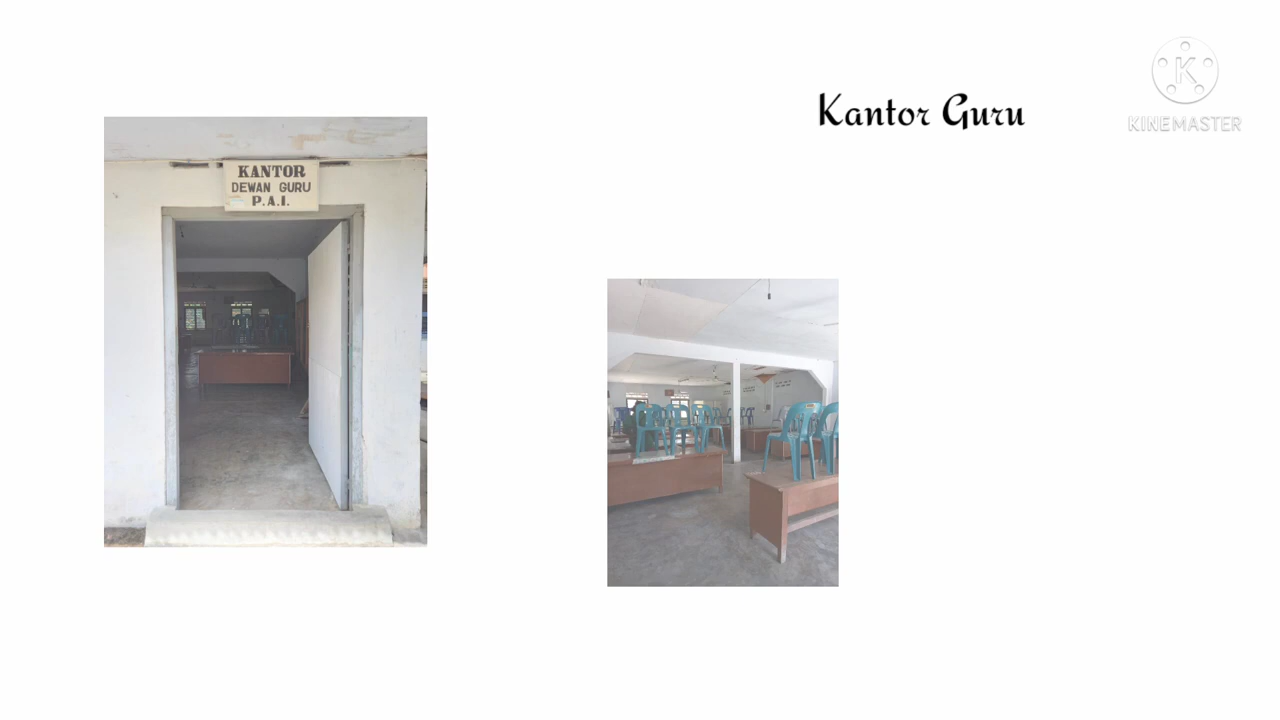 Kantor Guru
KINEMASTER
KANTOR
DEWAN GURU
P.A.I.